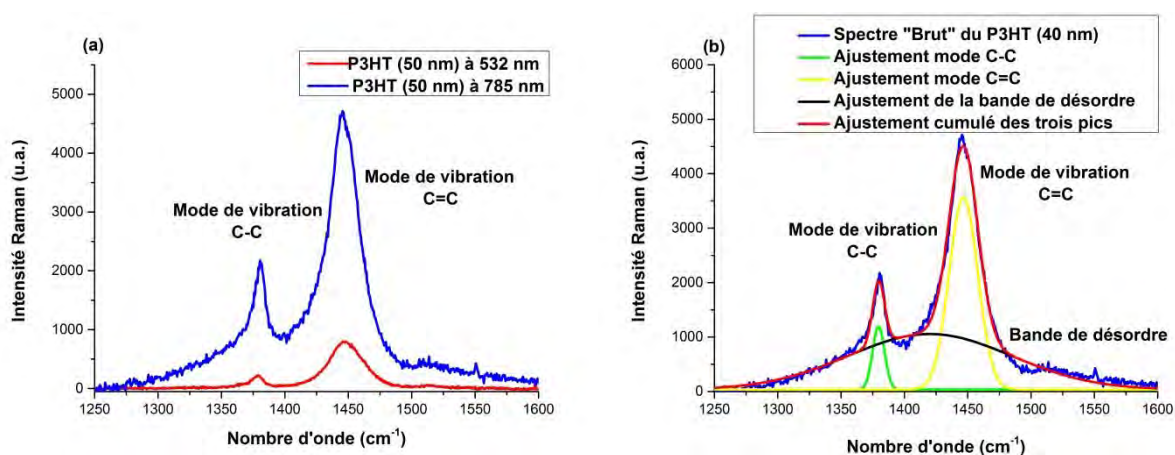 (a)
P3HT (50 nm) à 532 nm
P3HT (50 nm) à 785 nm
Intensité Raman (u.a.)
5000
4000
3000
2000
1000
0
Mode de vibration
C-C
Mode de vibration
C=C
1250 1300 1350 1400 1450 1500 1550 1600
Nombre d'onde (cm⁻¹)
(b)
Spectre "Brut" du P3HT (40 nm)
Ajustement mode C-C
Ajustement mode C=C
Ajustement de la bande de désordre
Ajustement cumulé des trois pics
Intensité Raman (u.a.)
6000
5000
4000
3000
2000
1000
0
Mode de vibration
C-C
Mode de vibration
C=C
Bande de désordre
1250 1300 1350 1400 1450 1500 1550 1600
Nombre d'onde (cm⁻¹)